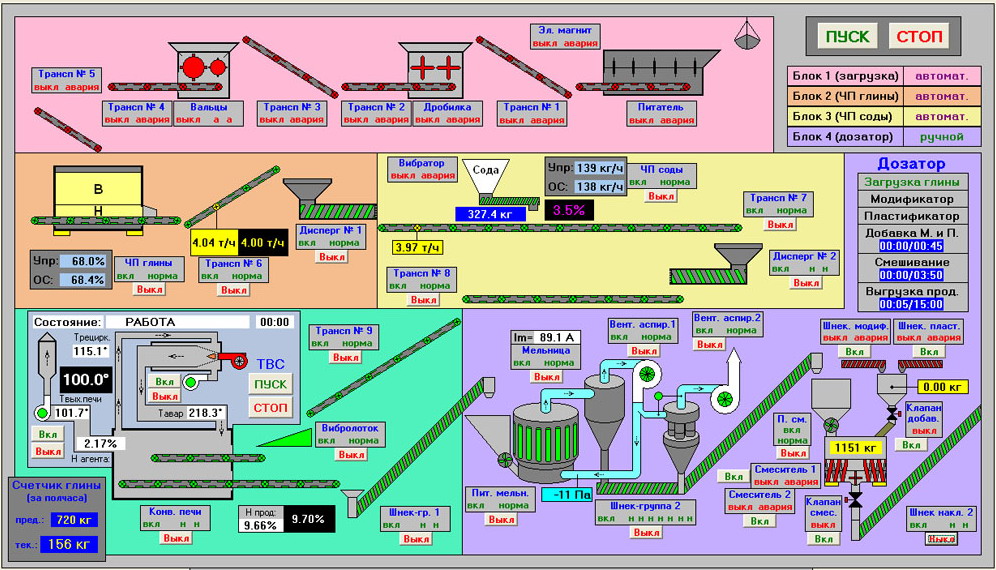 Эл. магнит
выкл авария
ПУСК
СТОП
Трансп № 5
выкл авария
Трансп № 4
выкл авария
Вальцы
выкл а а
Трансп № 3
выкл авария
Трансп № 2
выкл авария
Дробилка
выкл авария
Трансп № 1
выкл авария
Питатель
выкл авария
Блок 1 (загрузка)
автомат.
Блок 2 (ЧП глины)
автомат.
Блок 3 (ЧП соды)
автомат.
Блок 4 (дозатор)
ручной
В
Н
4.04 т/ч
4.00 т/ч
Дисперг № 1
вкл норма
Выкл
Упр:
68.0%
ОС:
68.4%
ЧП глины
вкл норма
Выкл
Трансп № 6
вкл норма
Выкл
Вибратор
выкл авария
Сода
327.4 кг
Упр:
139 кг/ч
ОС:
138 кг/ч
3.5%
ЧП соды
вкл норма
Выкл
Трансп № 7
вкл норма
Выкл
3.97 т/ч
Трансп № 8
вкл норма
Выкл
Дисперг № 2
вкл н н
Выкл
Дозатор
Загрузка глины
Модификатор
Пластификатор
Добавка М. и П.
00:00/00:45
Смешивание
00:00/03:50
Выгрузка прод.
00:05/15:00
Состояние:
РАБОТА
00:00
Трецирк.
115.1°
100.0°
Твых.печи
101.7°
Вкл
Выкл
2.17%
Н агента:
Вкл
Выкл
Тавар
218.3°
ТВС
ПУСК
СТОП
Трансп № 9
вкл норма
Выкл
Вибролоток
вкл норма
Выкл
Счетчик глины
(за полчаса)
пред.:
720 кг
тек.:
156 кг
Конв. печи
вкл н н
Выкл
Н прод:
9.66%
9.70%
Шнек-гр. 1
вкл н н
Выкл
Im=
89.1 А
Мельница
вкл норма
Выкл
Вент. аспир.1
вкл норма
Выкл
Вент. аспир.2
вкл норма
Выкл
Пит. мельн.
вкл норма
Выкл
-11 Па
Шнек-группа 2
вкл н н н н н н
Выкл
Шнек. модиф.
выкл авария
Вкл
Шнек. пласт.
выкл авария
Вкл
0.00 кг
Клапан
добав.
выкл
Вкл
П. см.
вкл
норма
Выкл
1151 кг
Вкл
Смеситель 1
выкл авария
Смеситель 2
выкл авария
Вкл
Клапан
смес.
выкл
Вкл
Шнек накл. 2
вкл н н
Выкл